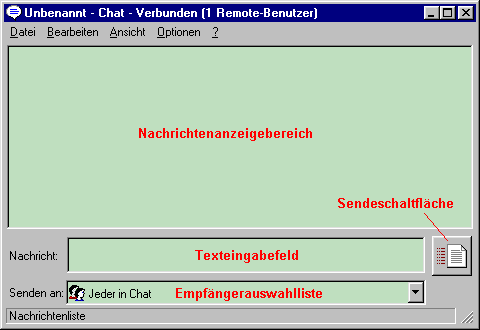 Unbenannt - Chat - Verbunden (1 Remote-Benutzer)
Datei Bearbeiten Ansicht Optionen ?
Nachrichtenanzeigebereich
Sendeschaltfläche
Nachricht: Texteingabefeld
Senden an: Jeder in Chat Empfängerauswahlliste
Nachrichtenliste